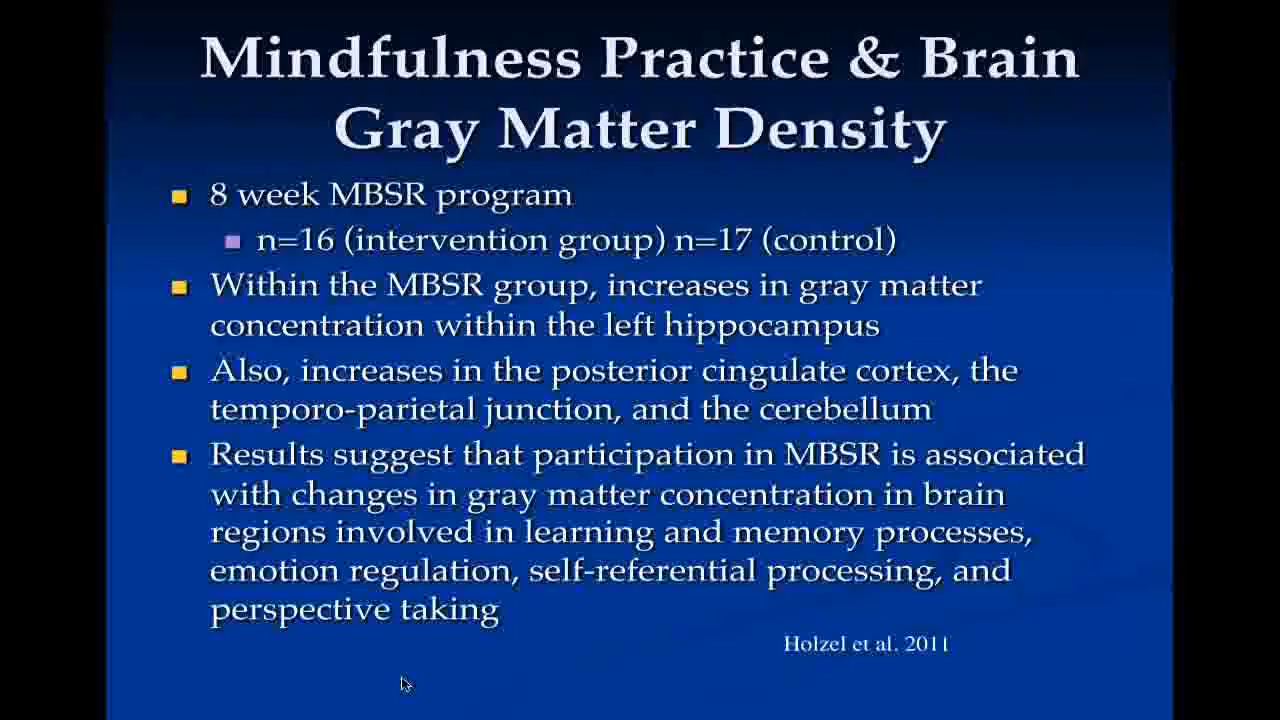 Mindfulness Practice & Brain
Gray Matter Density
8 week MBSR program
n=16 (intervention group) n=17 (control)
Within the MBSR group, increases in gray matter
concentration within the left hippocampus
Also, increases in the posterior cingulate cortex, the
temporo-parietal junction, and the cerebellum
Results suggest that participation in MBSR is associated
with changes in gray matter concentration in brain
regions involved in learning and memory processes,
emotion regulation, self-referential processing, and
perspective taking
Holzel et al, 2011